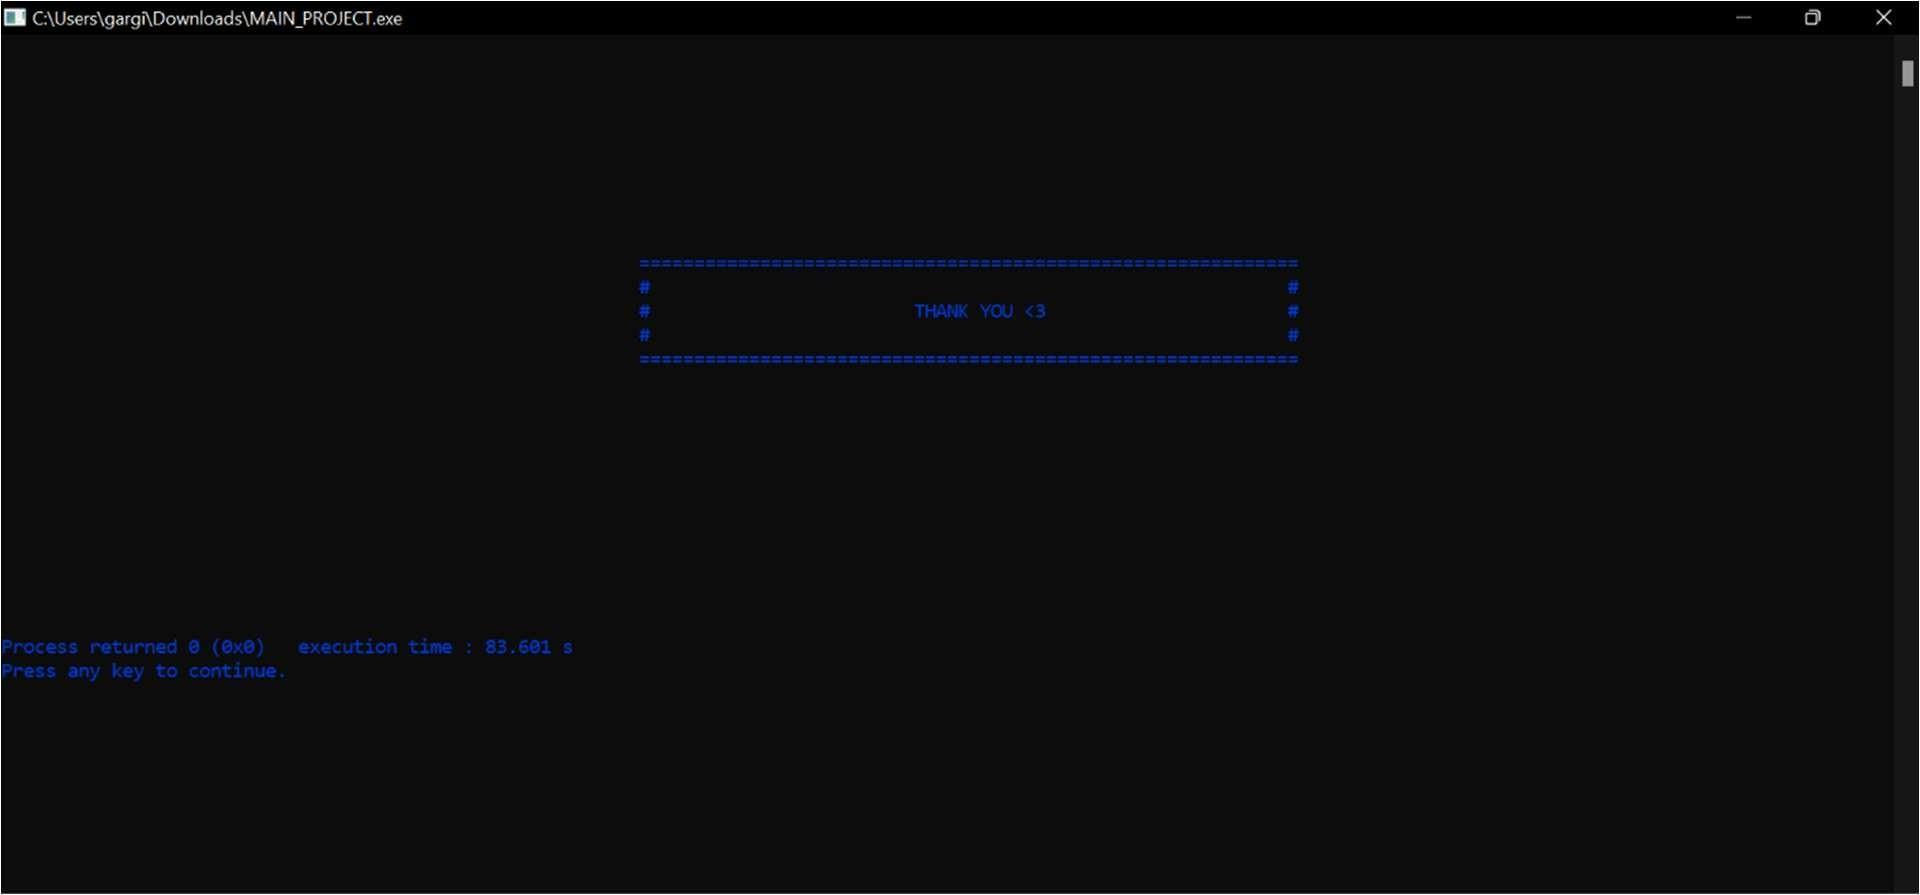 C:\Users\gargi\Downloads\MAIN_PROJECT.exe
============================================================
# #
# THANK YOU <3 #
# #
============================================================
Process returned 0 (0x0)   execution time : 83.601 s
Press any key to continue.